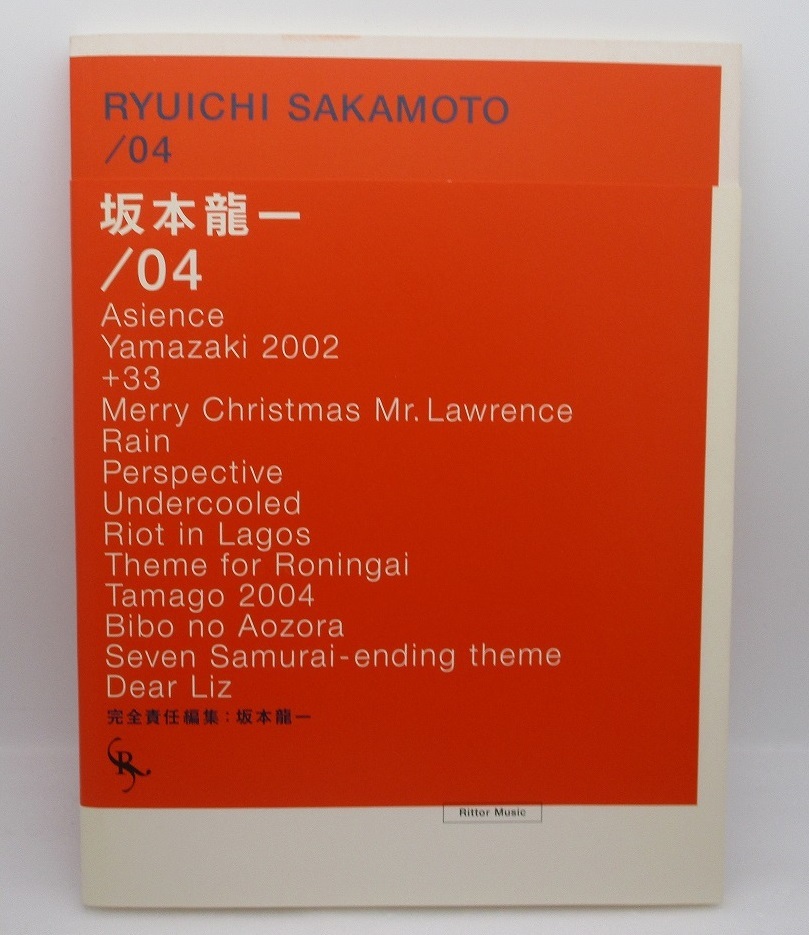 RYUICHI SAKAMOTO
/04
坂本龍一
/04
Asience
Yamazaki 2002
+33
Merry Christmas Mr. Lawrence
Rain
Perspective
Undercooled
Riot in Lagos
Theme for Roningai
Tamago 2004
Bibo no Aozora
Seven Samurai-ending theme
Dear Liz
完全責任編集:坂本龍一
R
Rittor Music